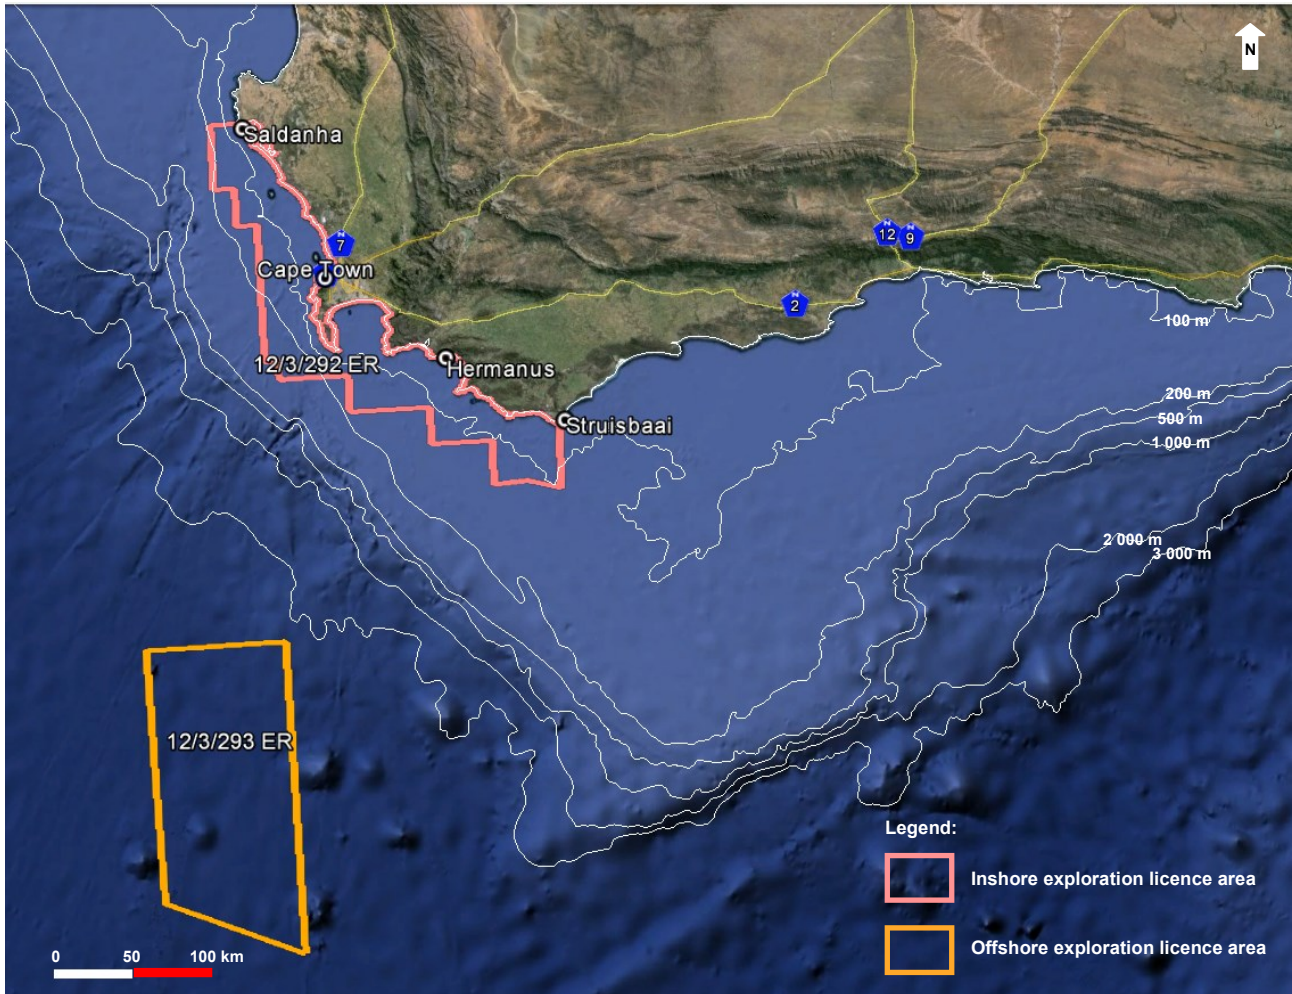 N
Saldanha
N
7
Cape Town
N
12
N
9
N
2
100 m
12/3/292 ER
Hermanus
200 m
500 m
Struisbaai
1 000 m
2 000 m
3 000 m
12/3/293 ER
Legend:
Inshore exploration licence area
Offshore exploration licence area
0 50 100 km